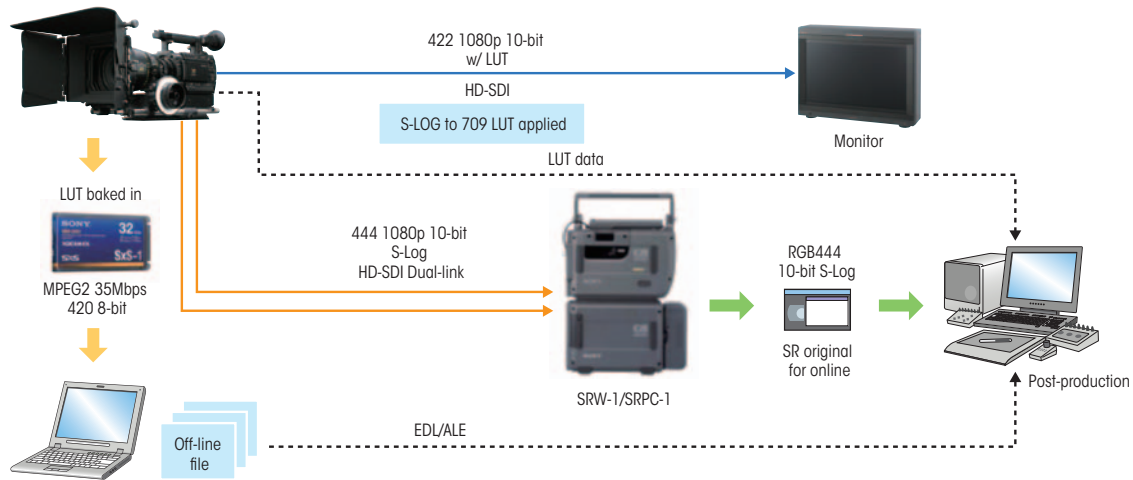 422 1080p 10-bit
w/ LUT
HD-SDI
S-LOG to 709 LUT applied
Monitor
LUT data
LUT baked in
SONY
32
SxS
SxS-1
MPEG2 35Mbps
420 8-bit
444 1080p 10-bit
S-Log
HD-SDI Dual-link
SRW-1/SRPC-1
RGB444
10-bit S-Log
SR original
for online
Post-production
Off-line
file
EDL/ALE